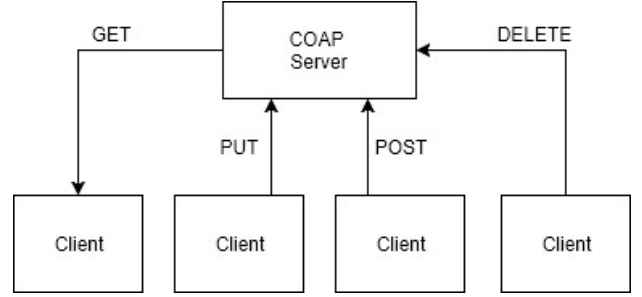 GET
COAP
Server
DELETE
PUT
POST
Client
Client
Client
Client